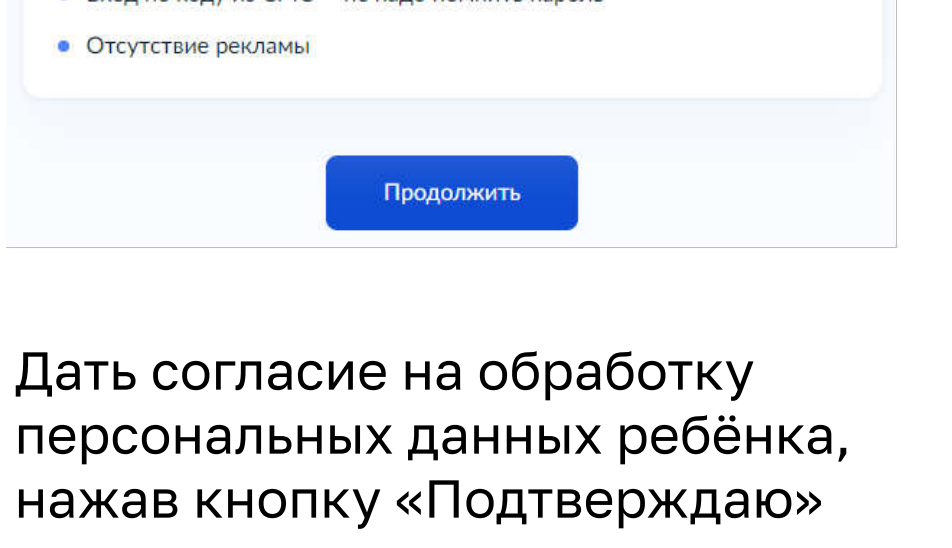 Отсутствие рекламы
Продолжить
Дать согласие на обработку
персональных данных ребёнка,
нажав кнопку «Подтверждаю»